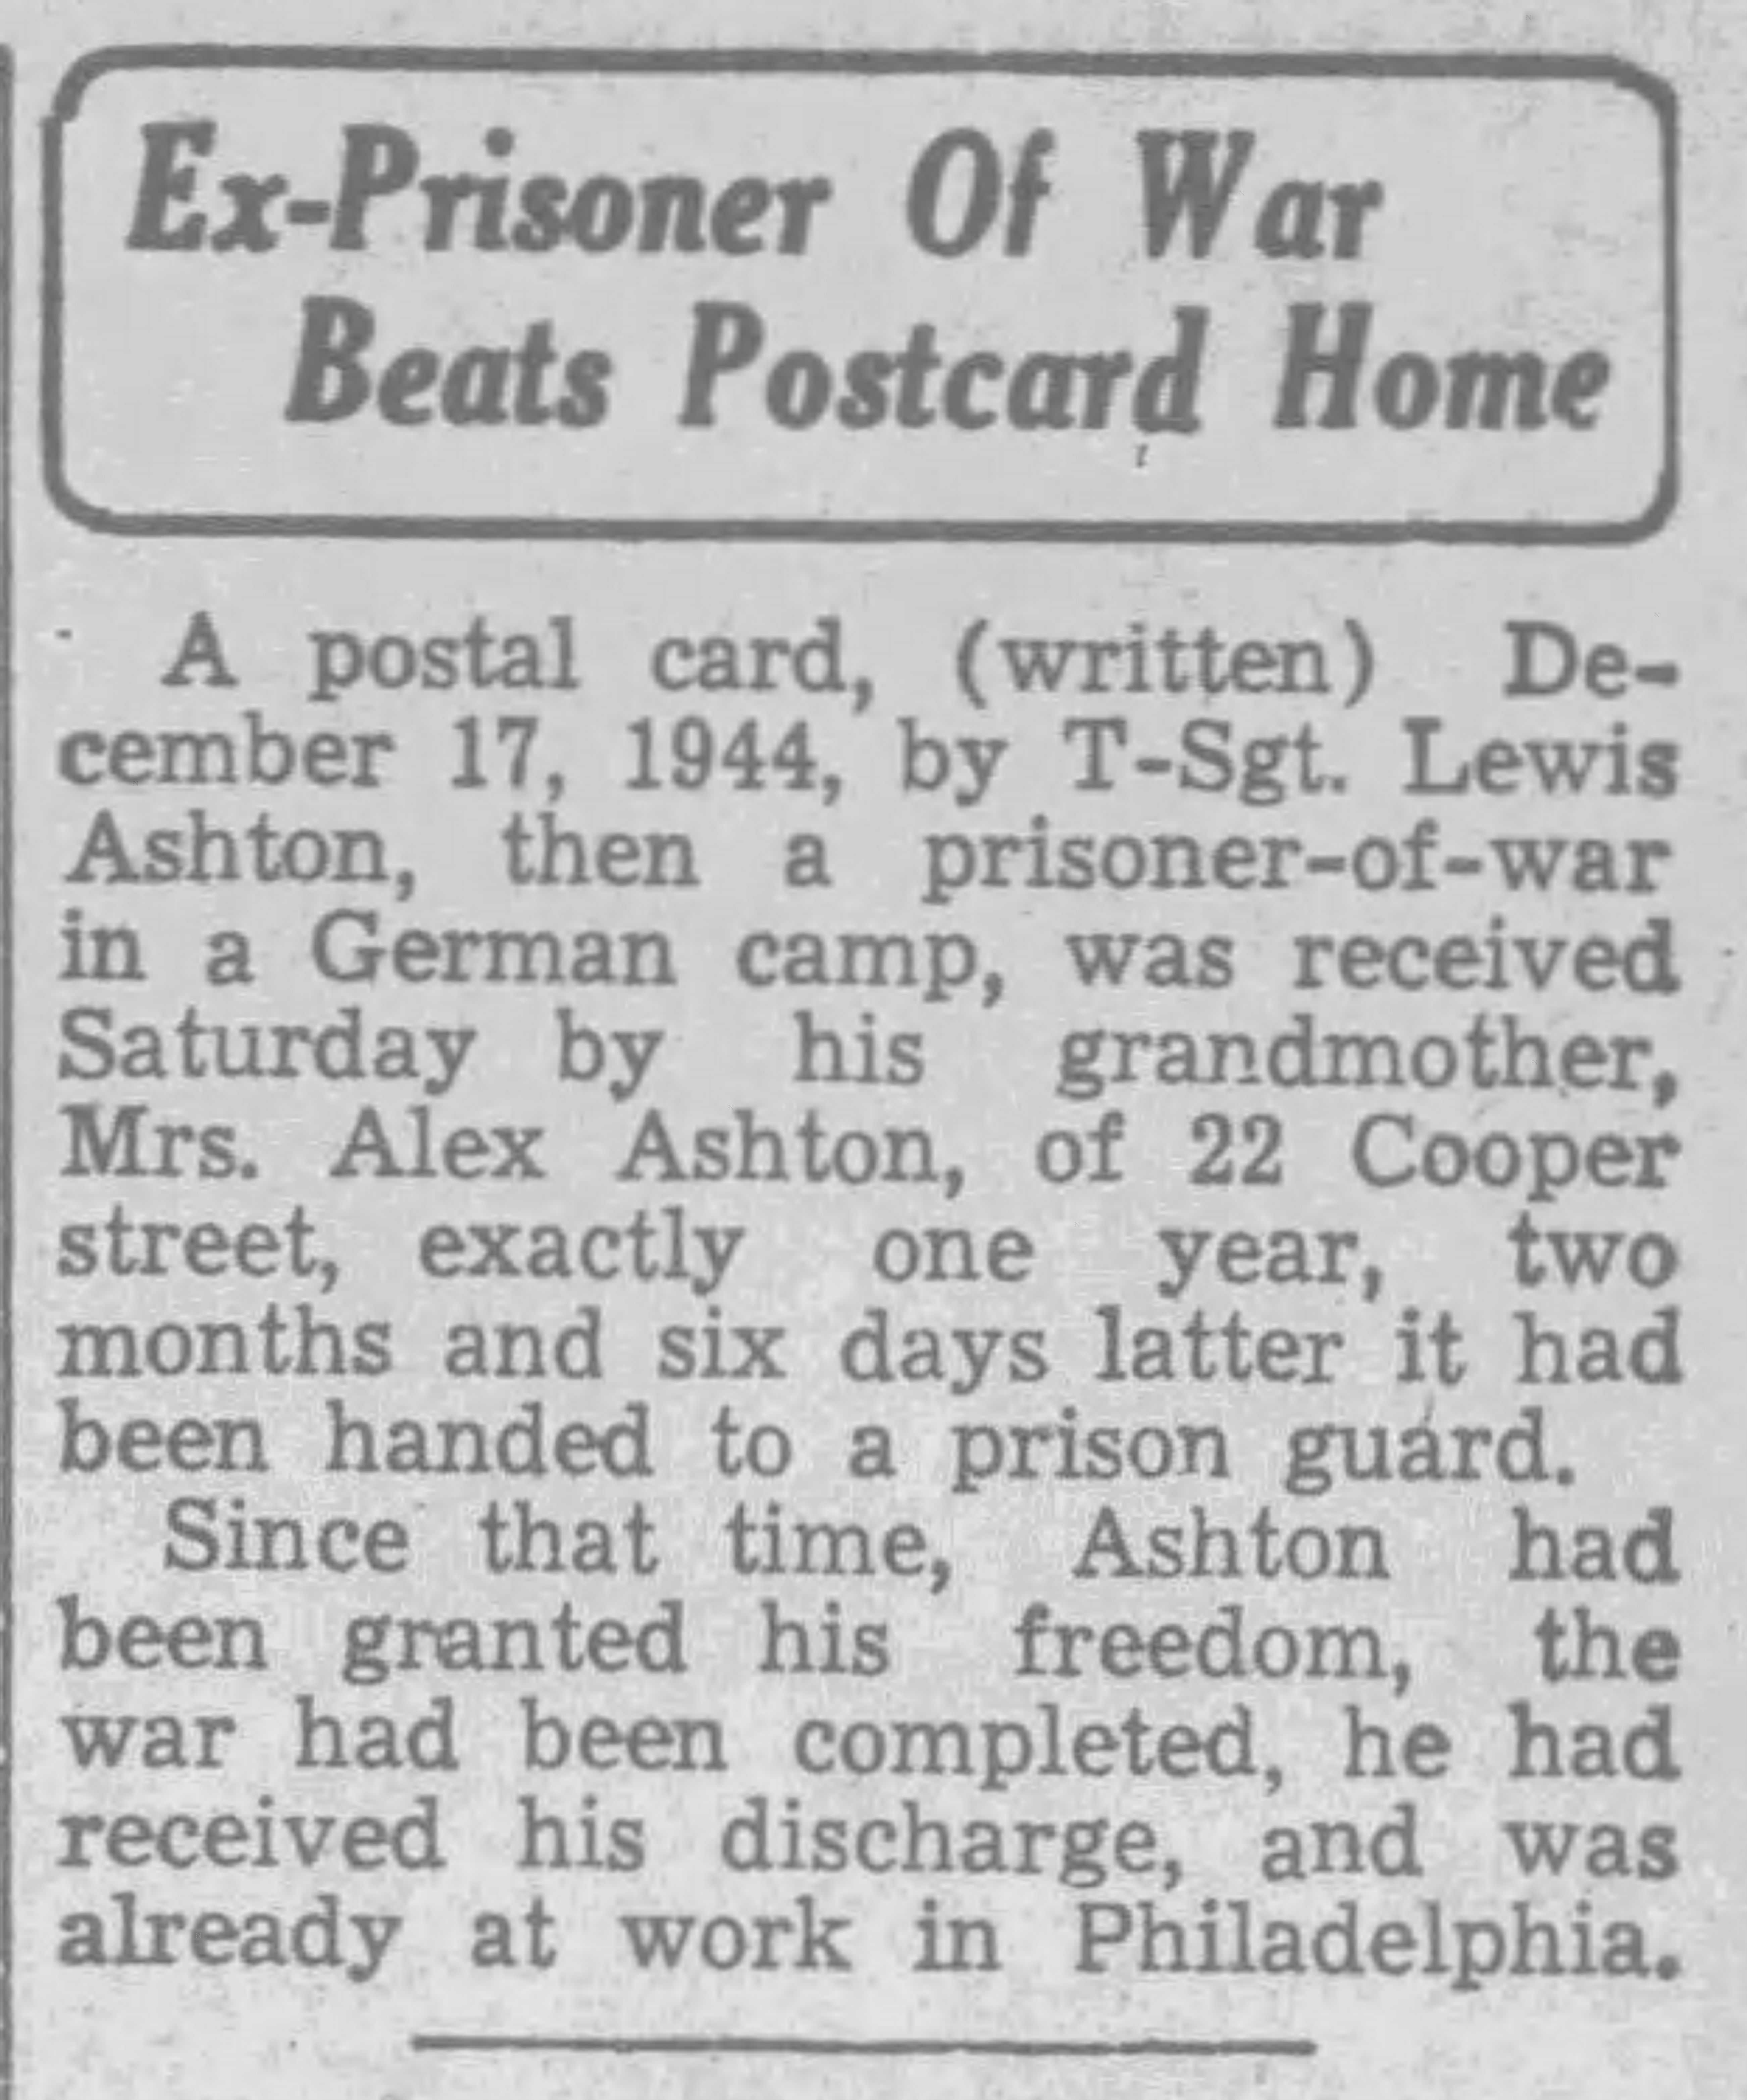 Ex-Prisoner Of War
Beats Postcard Home
A postal card, (written) De-
cember 17, 1944, by T-Sgt. Lewis
Ashton, then a prisoner-of-war
in a German camp, was received
Saturday by his grandmother,
Mrs. Alex Ashton, of 22 Cooper
street, exactly one year, two
months and six days latter it had
been handed to a prison guard.
Since that time, Ashton had
been granted his freedom, the
war had been completed, he had
received his discharge, and was
already at work in Philadelphia.